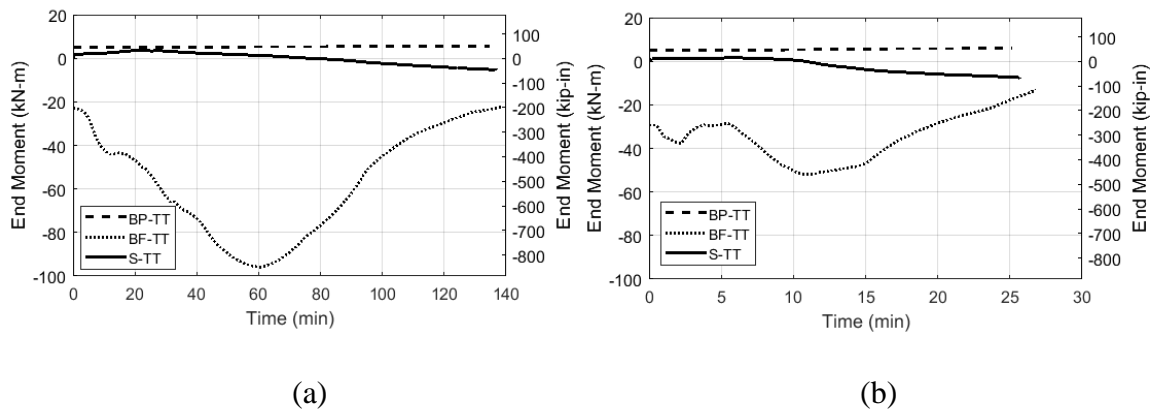 20
0
-20
-40
-60
-80
-100
End Moment (kN-m)
100
0
-100
-200
-300
-400
-500
-600
-700
-800
End Moment (kip-in)
BP-TT
BF-TT
S-TT
0 20 40 60 80 100 120 140
Time (min)
20
0
-20
-40
-60
-80
-100
End Moment (kN-m)
100
0
-100
-200
-300
-400
-500
-600
-700
-800
End Moment (kip-in)
BP-TT
BF-TT
S-TT
0 5 10 15 20 25 30
Time (min)
(a) (b)